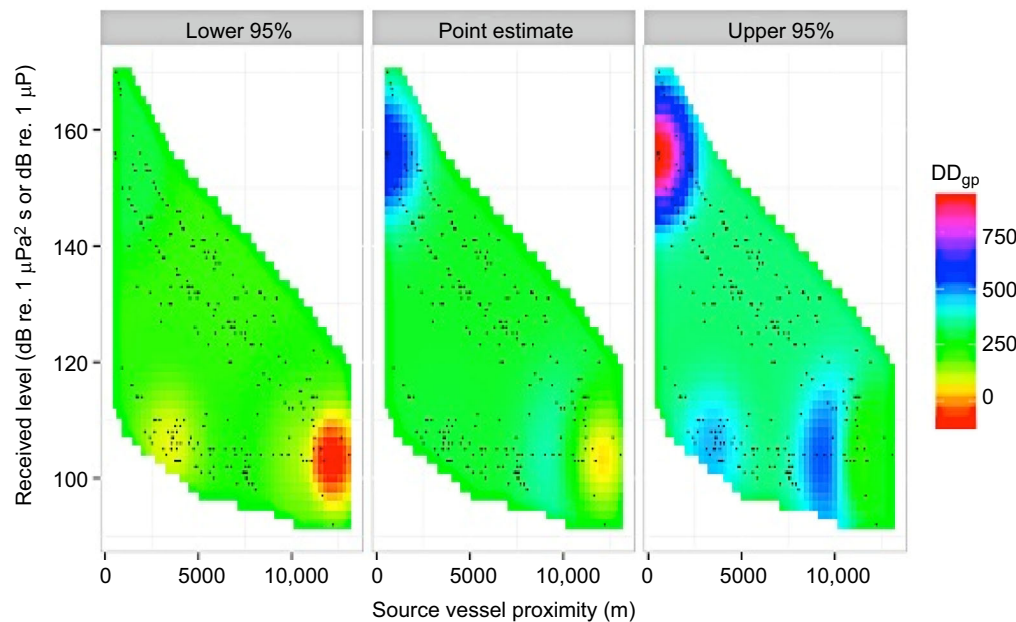 Lower 95%
Point estimate
Upper 95%
Received level (dB re. 1 μPa² s or dB re. 1 μP)
160
140
120
100
0
5000
10,000
0
5000
10,000
0
5000
10,000
Source vessel proximity (m)
DDgp
750
500
250
0